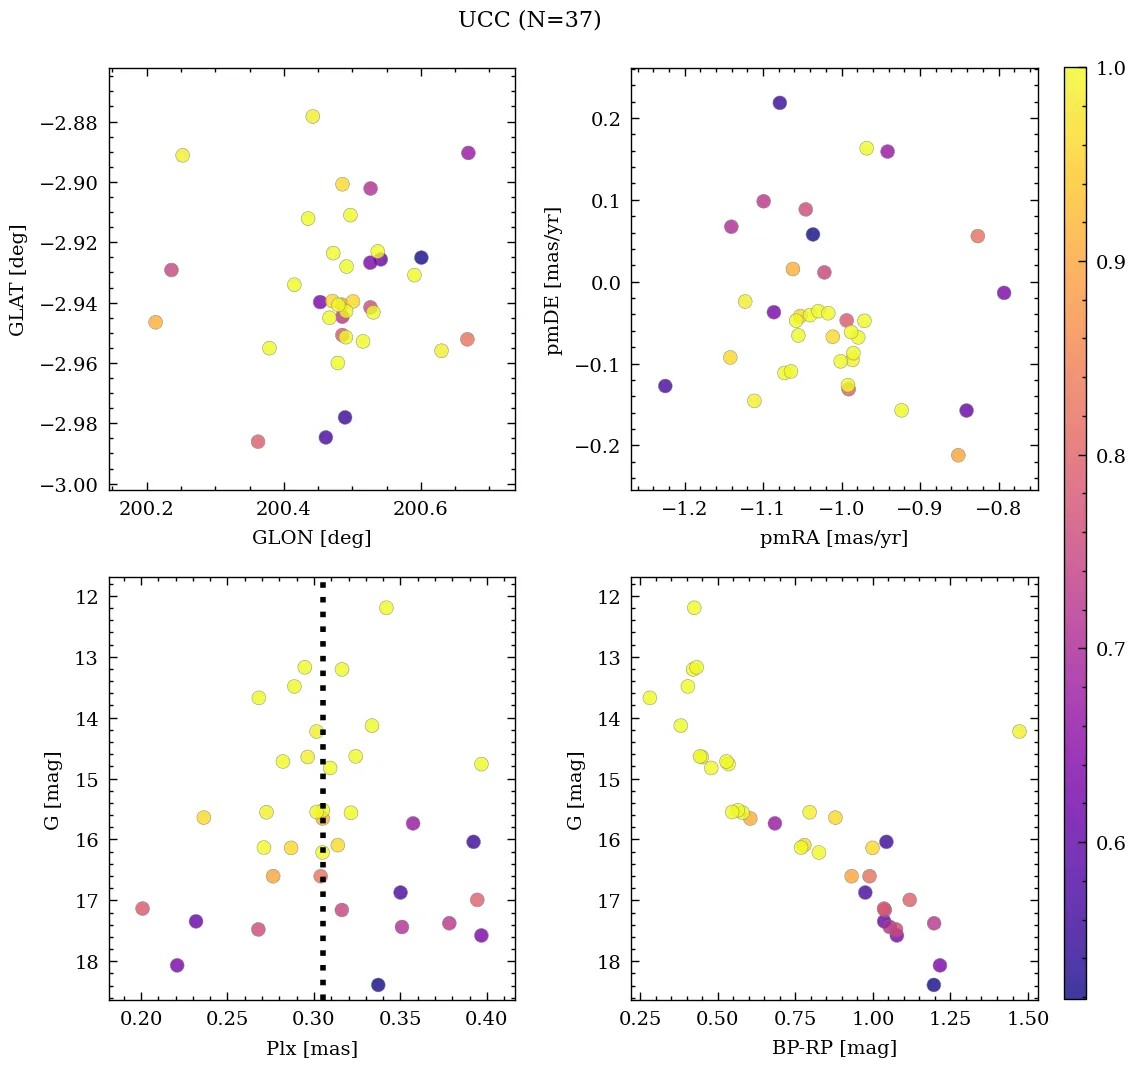 UCC (N=37)
−2.88
−2.90
−2.92
−2.94
−2.96
−2.98
−3.00
GLAT [deg]
200.2 200.4 200.6
GLON [deg]
0.2
0.1
0.0
−0.1
−0.2
pmDE [mas/yr]
−1.2 −1.1 −1.0 −0.9 −0.8
pmRA [mas/yr]
12
13
14
15
16
17
18
G [mag]
0.20 0.25 0.30 0.35 0.40
Plx [mas]
12
13
14
15
16
17
18
G [mag]
0.25 0.50 0.75 1.00 1.25 1.50
BP-RP [mag]
1.0
0.9
0.8
0.7
0.6